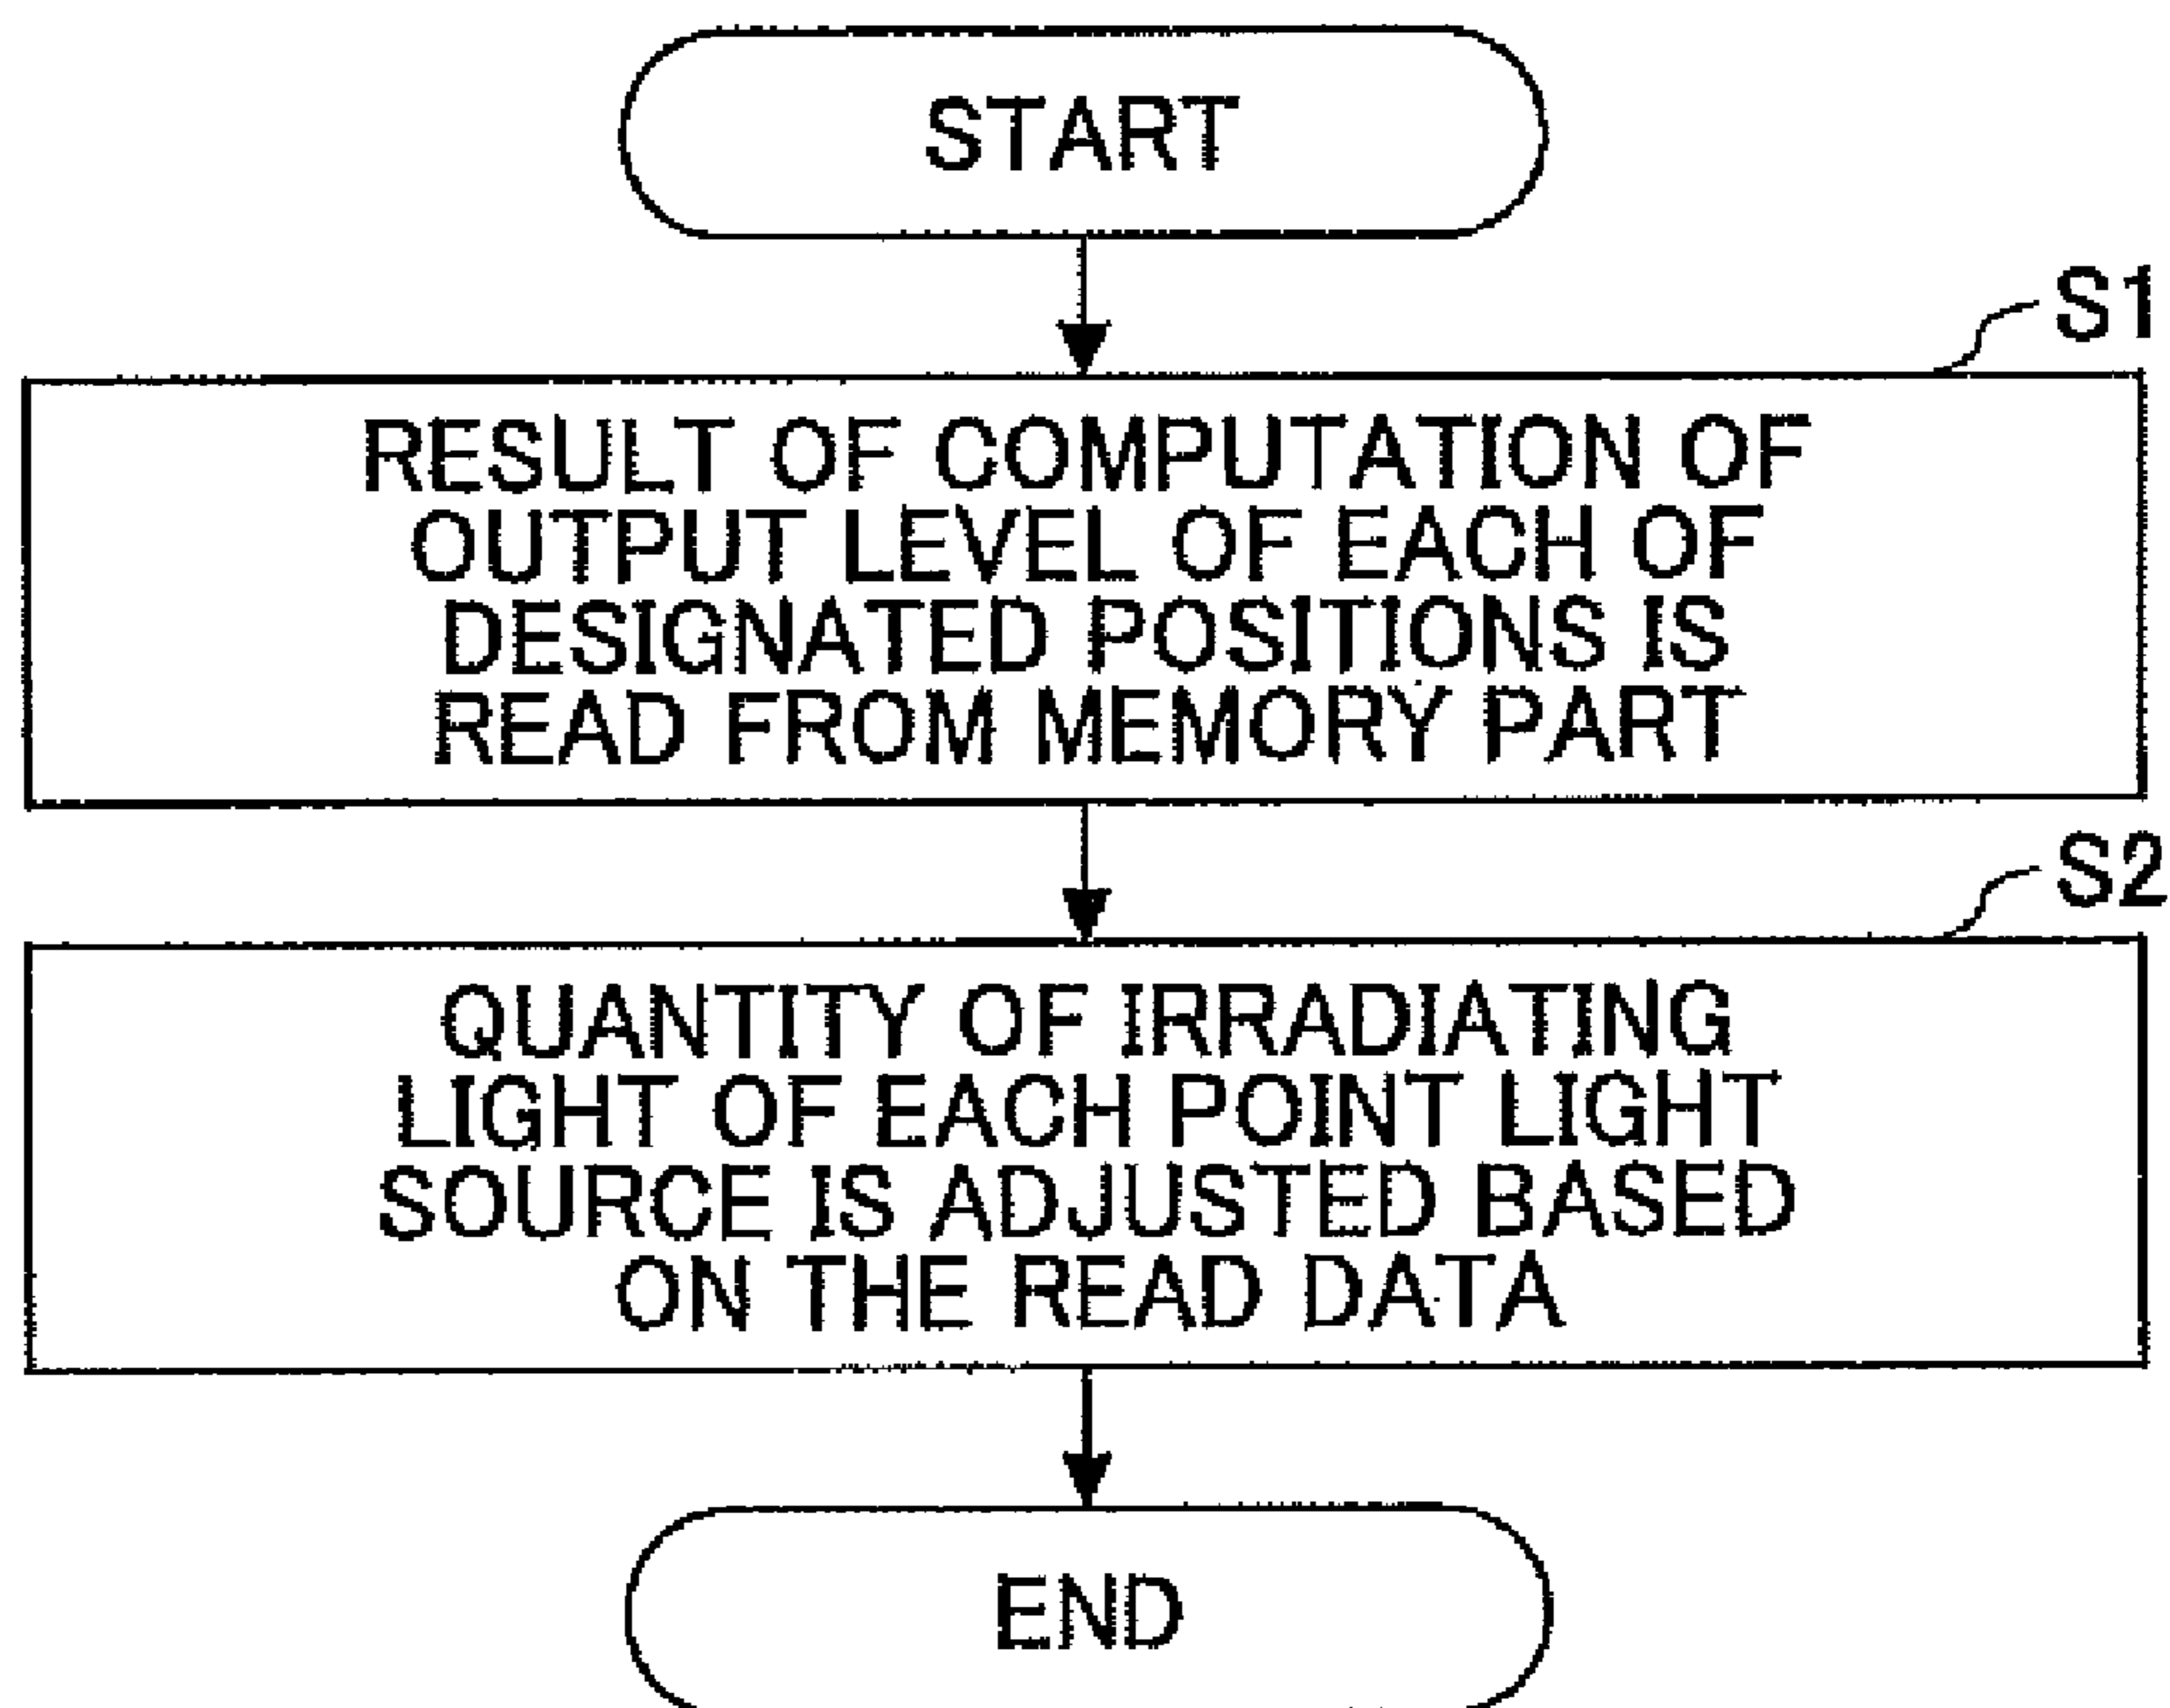 START
S1
RESULT OF COMPUTATION OF
OUTPUT LEVEL OF EACH OF
DESIGNATED POSITIONS IS
READ FROM MEMORY PART
S2
QUANTITY OF IRRADIATING
LIGHT OF EACH POINT LIGHT
SOURCE IS ADJUSTED BASED
ON THE READ DATA
END